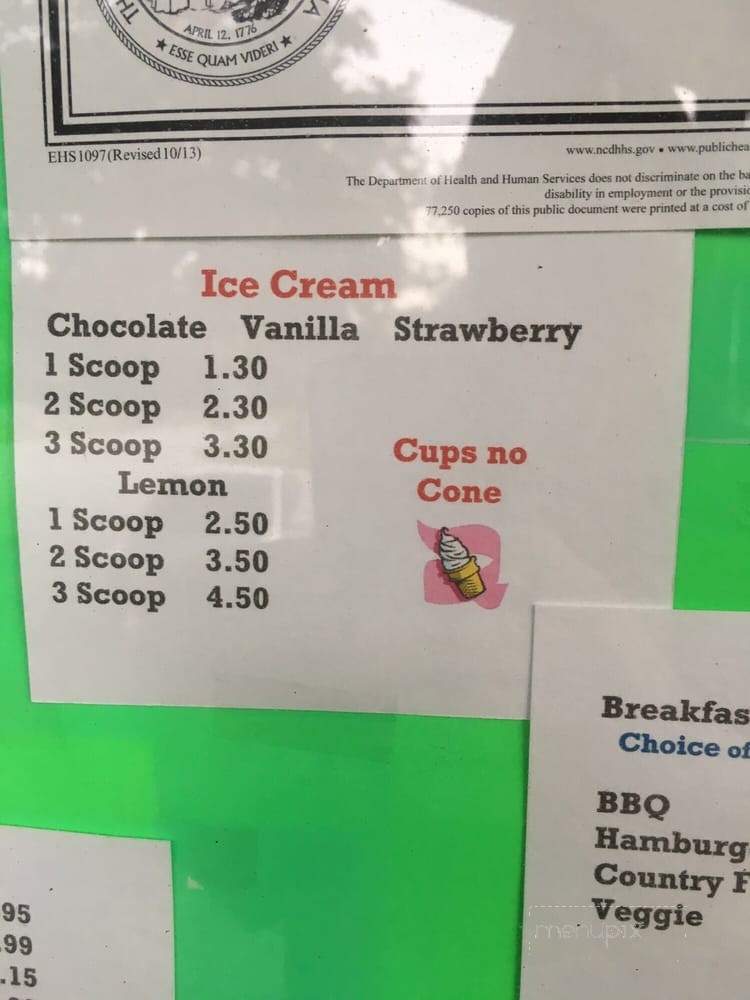 APRIL 12, 1776
★ ESSE QUAM VIDERI ★
EHS1097(Revised 10/13)
www.ncdhhs.gov • www.publichea
The Department of Health and Human Services does not discriminate on the ba
disability in employment or the provisio
77,250 copies of this public document were printed at a cost of
Ice Cream
Chocolate Vanilla Strawberry
1 Scoop 1.30
2 Scoop 2.30
3 Scoop 3.30
Lemon
1 Scoop 2.50
2 Scoop 3.50
3 Scoop 4.50
Cups no
Cone
Breakfas
Choice of
BBQ
Hamburg
Country F
Veggie
95
.99
.15
menupix